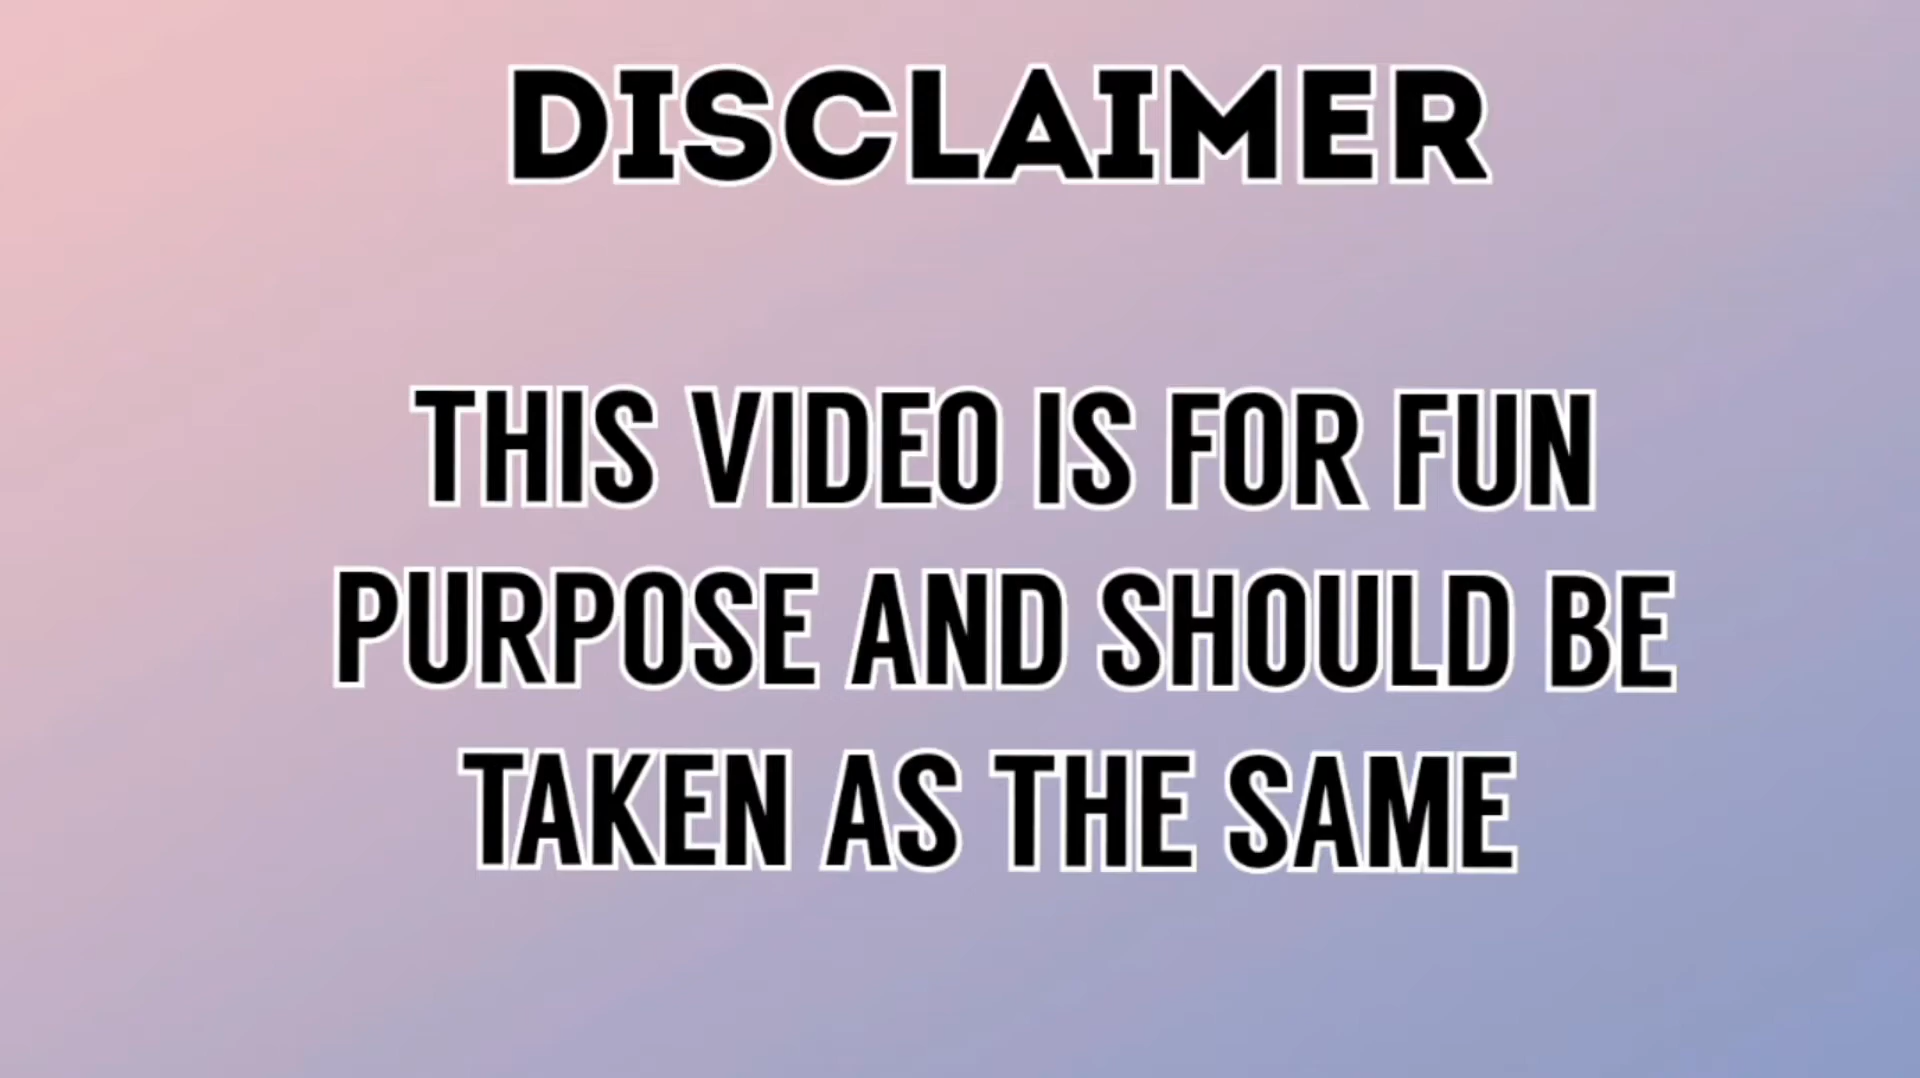 DISCLAIMER
THIS VIDEO IS FOR FUN
PURPOSE AND SHOULD BE
TAKEN AS THE SAME